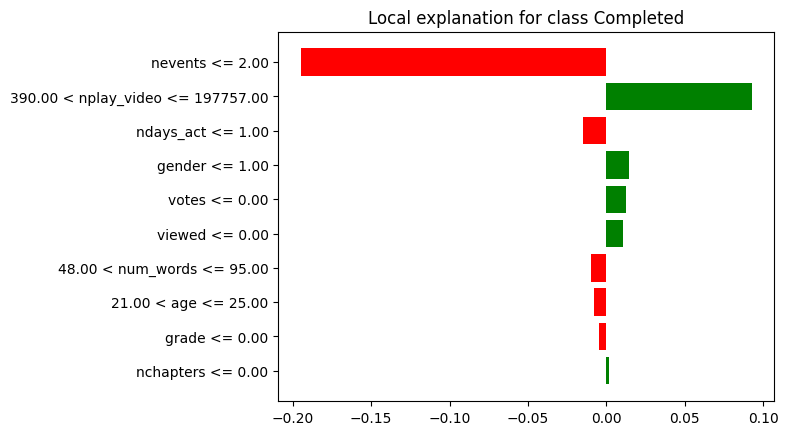 Local explanation for class Completed
nevents <= 2.00
390.00 < nplay_video <= 197757.00
ndays_act <= 1.00
gender <= 1.00
votes <= 0.00
viewed <= 0.00
48.00 < num_words <= 95.00
21.00 < age <= 25.00
grade <= 0.00
nchapters <= 0.00
−0.20 −0.15 −0.10 −0.05 0.00 0.05 0.10